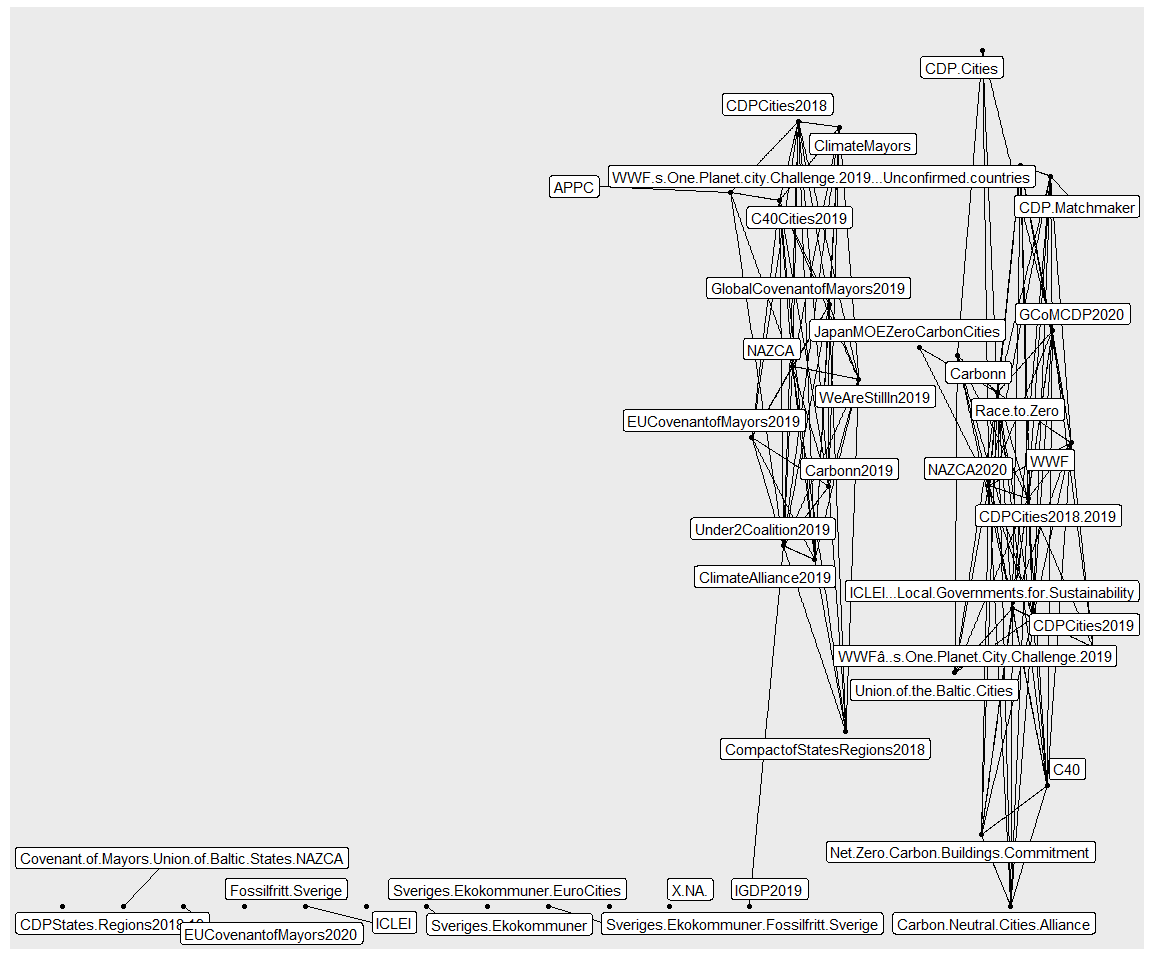 CDP.Cities
CDPCities2018
ClimateMayors
WWF.s.One.Planet.city.Challenge.2019...Unconfirmed.countries
APPC
CDP.Matchmaker
C40Cities2019
GlobalCovenantofMayors2019
GCoMCDP2020
JapanMOEZeroCarbonCities
NAZCA
Carbonn
WeAreStillIn2019
Race.to.Zero
EUCovenantofMayors2019
WWF
Carbonn2019
NAZCA2020
CDPCities2018.2019
Under2Coalition2019
ClimateAlliance2019
ICLEI...Local.Governments.for.Sustainability
CDPCities2019
WWFâ..s.One.Planet.City.Challenge.2019
Union.of.the.Baltic.Cities
CompactofStatesRegions2018
C40
Net.Zero.Carbon.Buildings.Commitment
Covenant.of.Mayors.Union.of.Baltic.States.NAZCA
Fossilfritt.Sverige
Sveriges.Ekokommuner.EuroCities
X.NA.
IGDP2019
CDPStates.Regions2018.19
EUCovenantofMayors2020
ICLEI
Sveriges.Ekokommuner
Sveriges.Ekokommuner.Fossilfritt.Sverige
Carbon.Neutral.Cities.Alliance